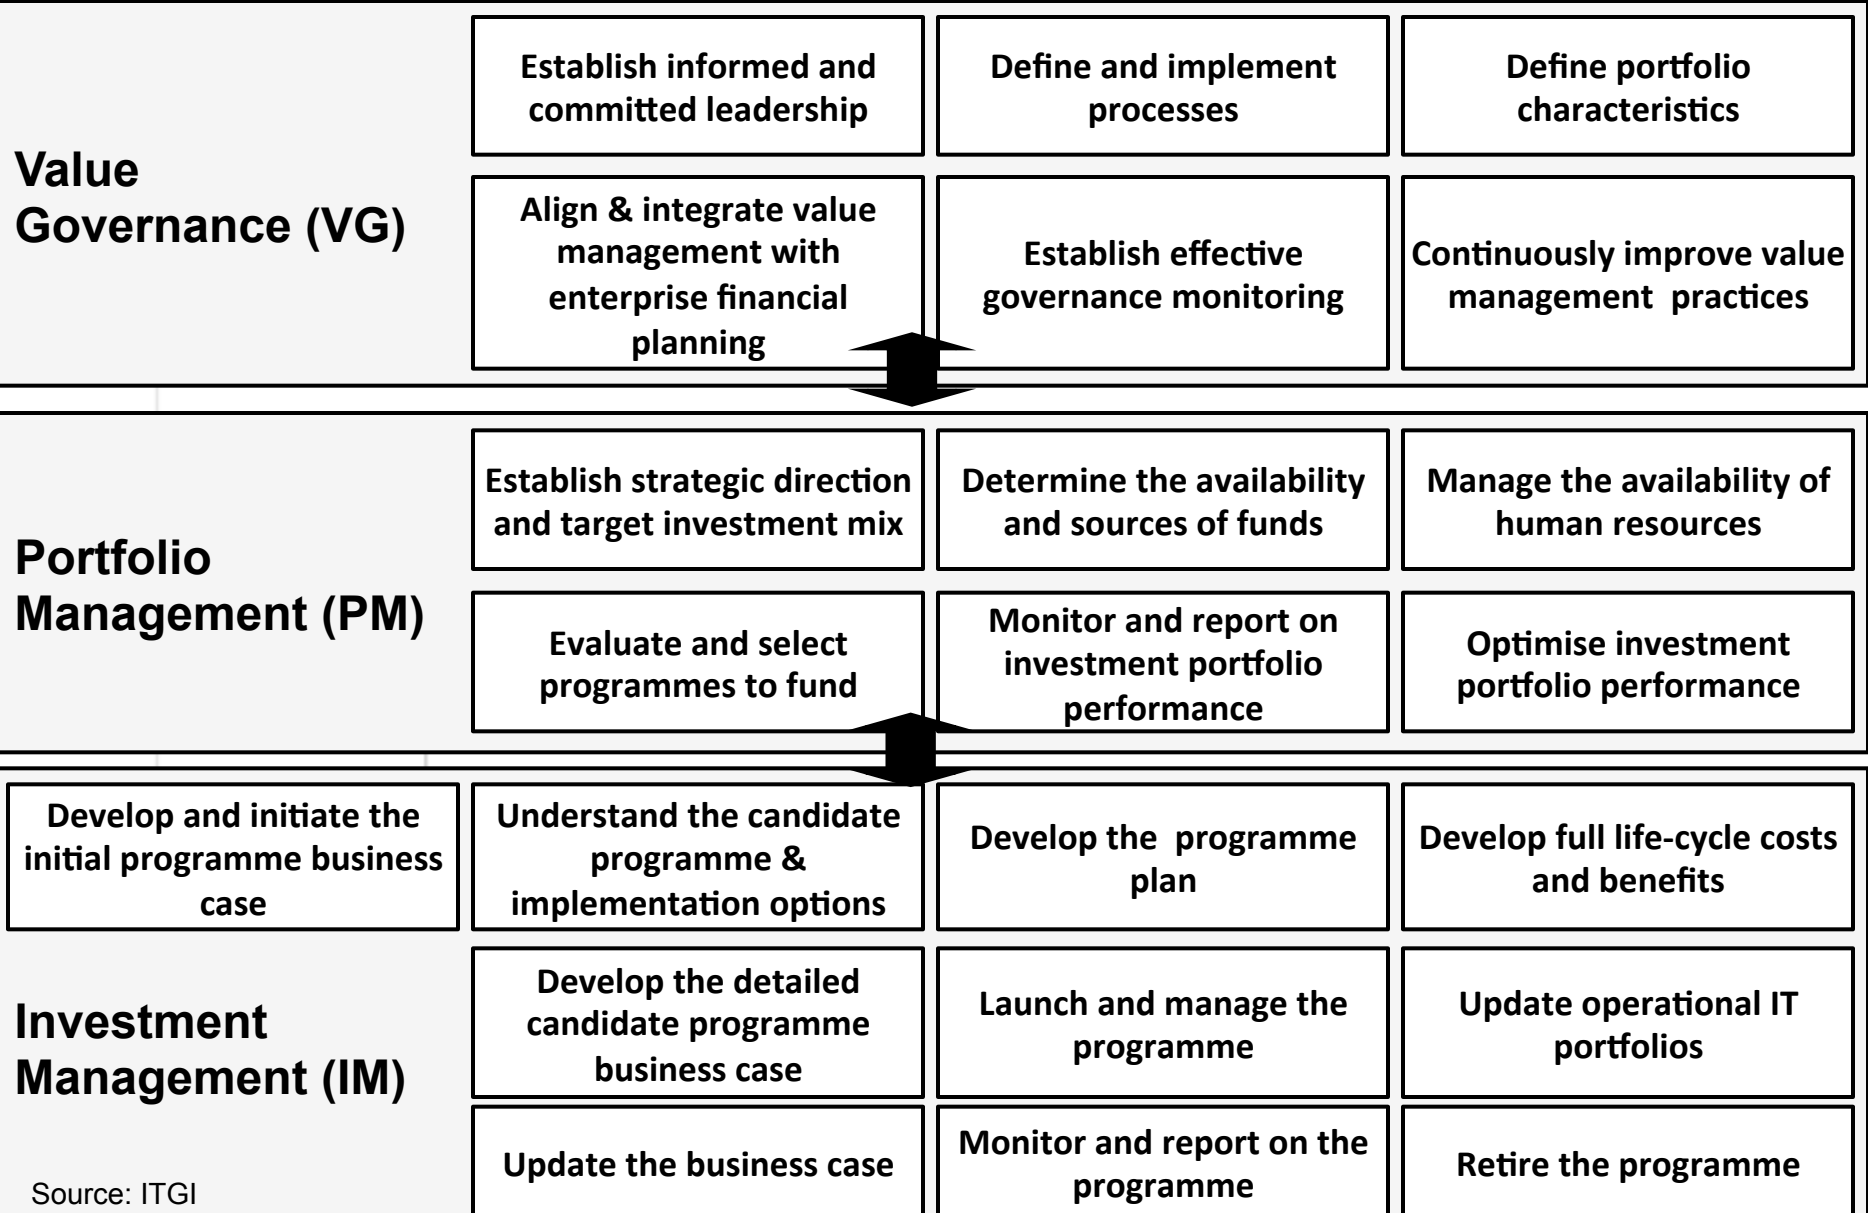 Value
Governance (VG)
Establish informed and
committed leadership
Define and implement
processes
Define portfolio
characteristics
Align & integrate value
management with
enterprise financial
planning
Establish effective
governance monitoring
Continuously improve value
management practices
Portfolio
Management (PM)
Establish strategic direction
and target investment mix
Determine the availability
and sources of funds
Manage the availability of
human resources
Evaluate and select
programmes to fund
Monitor and report on
investment portfolio
performance
Optimise investment
portfolio performance
Develop and initiate the
initial programme business
case
Understand the candidate
programme &
implementation options
Develop the programme
plan
Develop full life-cycle costs
and benefits
Investment
Management (IM)
Develop the detailed
candidate programme
business case
Launch and manage the
programme
Update operational IT
portfolios
Update the business case
Monitor and report on the
programme
Retire the programme
Source: ITGI